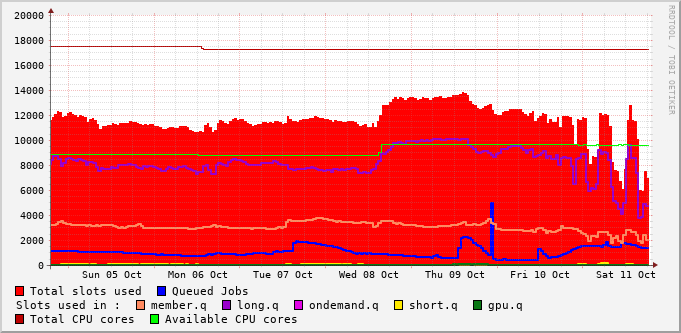 20000
18000
16000
14000
12000
10000
8000
6000
4000
2000
0
Sun 05 Oct Mon 06 Oct Tue 07 Oct Wed 08 Oct Thu 09 Oct Fri 10 Oct Sat 11 Oct
Total slots used Queued Jobs
Slots used in : member.q long.q ondemand.q short.q gpu.q
Total CPU cores Available CPU cores
RRDTOOL / TOBI OETIKER